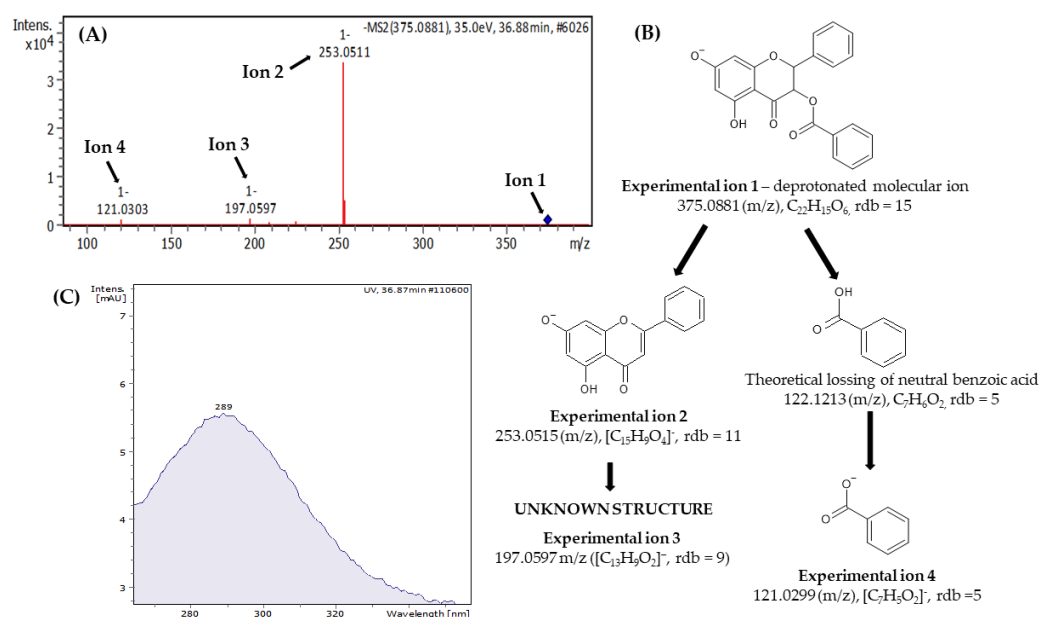 (A)
Intens.
x10⁴
-MS2(375.0881), 35.0eV, 36.88min, #6026
3
2
1
0
Ion 2
1-
253.0511
Ion 4
1-
121.0303
Ion 3
1-
197.0597
Ion 1
100 150 200 250 300 350 m/z
(B)
O⁻
O
OH
O
O
O
Experimental ion 1 – deprotonated molecular ion
375.0881 (m/z), C₂₂H₁₅O₆, rdb = 15
O⁻
O
OH
O
Experimental ion 2
253.0515 (m/z), [C₁₅H₉O₄]⁻, rdb = 11
UNKNOWN STRUCTURE
Experimental ion 3
197.0597 m/z ([C₁₃H₉O₂]⁻, rdb = 9)
OH
O
Theoretical lossing of neutral benzoic acid
122.1213 (m/z), C₇H₆O₂, rdb = 5
O⁻
O
Experimental ion 4
121.0299 (m/z), [C₇H₅O₂]⁻, rdb =5
(C)
Intens.
[mAU]
UV, 36.87min #110600
7
6
5
4
3
289
280 300 320 Wavelength [nm]